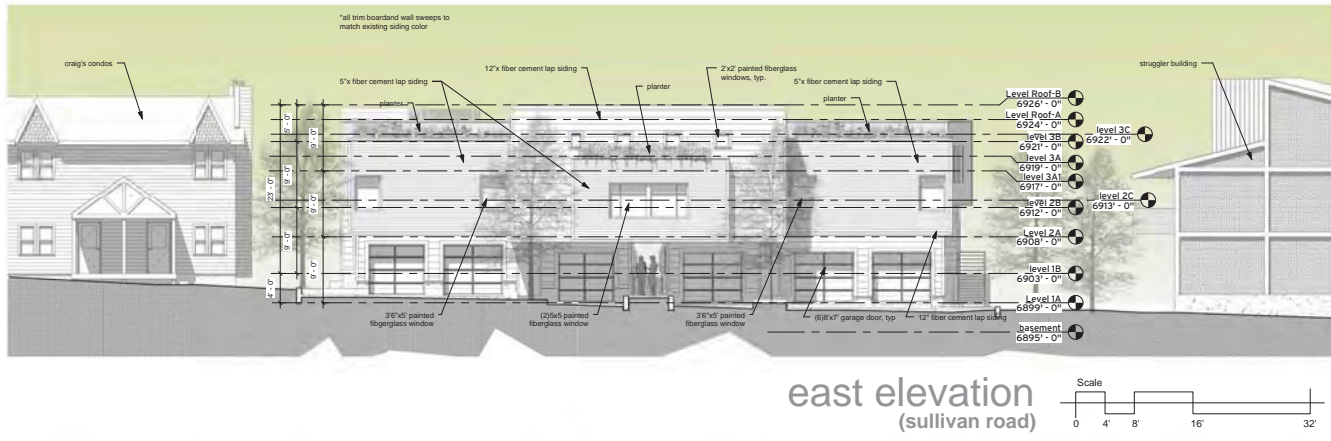 *all trim boardand wall sweeps to
match existing siding color
craig's condos
12"x fiber cement lap siding
2'x2' painted fiberglass
windows, typ.
struggler building
5"x fiber cement lap siding
planter
5"x fiber cement lap siding
planter
planter
Level Roof-B
6926' - 0"
Level Roof-A
6924' - 0"
level 3C
6922' - 0"
level 3B
6921' - 0"
level 3A
6919' - 0"
level 3A1
6917' - 0"
level 2C
6913' - 0"
level 2B
6912' - 0"
Level 2A
6908' - 0"
level 1B
6903' - 0"
Level 1A
6899' - 0"
basement
6895' - 0"
9' - 0"
9' - 0"
23' - 0"
9' - 0"
9' - 0"
9' - 0"
4' - 0"
3'6"x5' painted
fibgerglass window
(2)5x5 painted
fiberglass window
3'6"x5' painted
fiberglass window
(6)8'x7' garage door, typ
12" fiber cement lap siding
east elevation
(sullivan road)
Scale
0 4' 8' 16' 32'